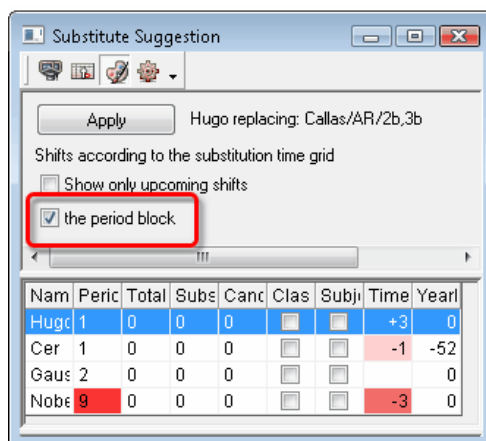 Substitute Suggestion
Apply
Hugo replacing: Callas/AR/2b,3b
Shifts according to the substitution time grid
Show only upcoming shifts
the period block
Nam Peric Total Subs Canc Clas Subj Time Yearl
Hugo 1 0 0 0 +3 0
Cer 1 0 0 0 -1 -52
Gaus 2 0 0 0 0
Nobe 9 0 0 0 -3 0